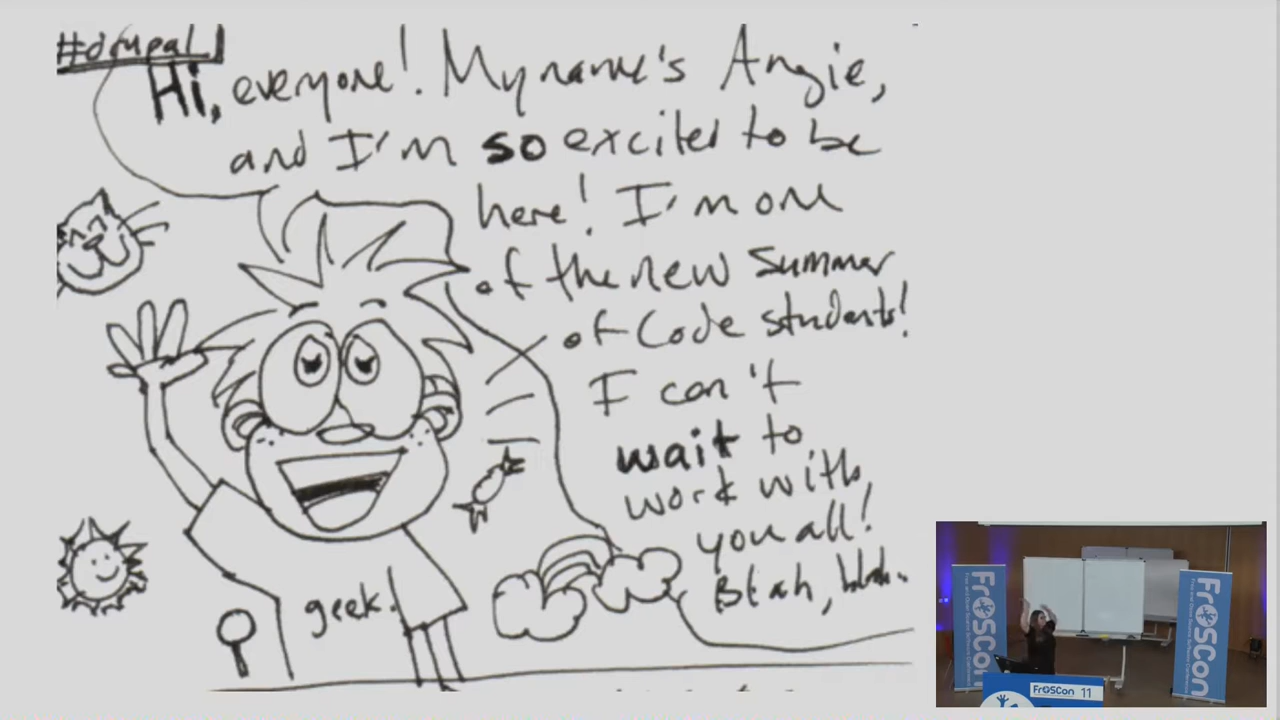 #drupal
Hi, everyone! My name's Angie,
and I'm so excited to be
here! I'm one
of the new summer
of Code students!
I can't
wait to
work with
you all!
Blah, blah.
geek.
FrOSCon
FrOSCon
FrOSCon 11